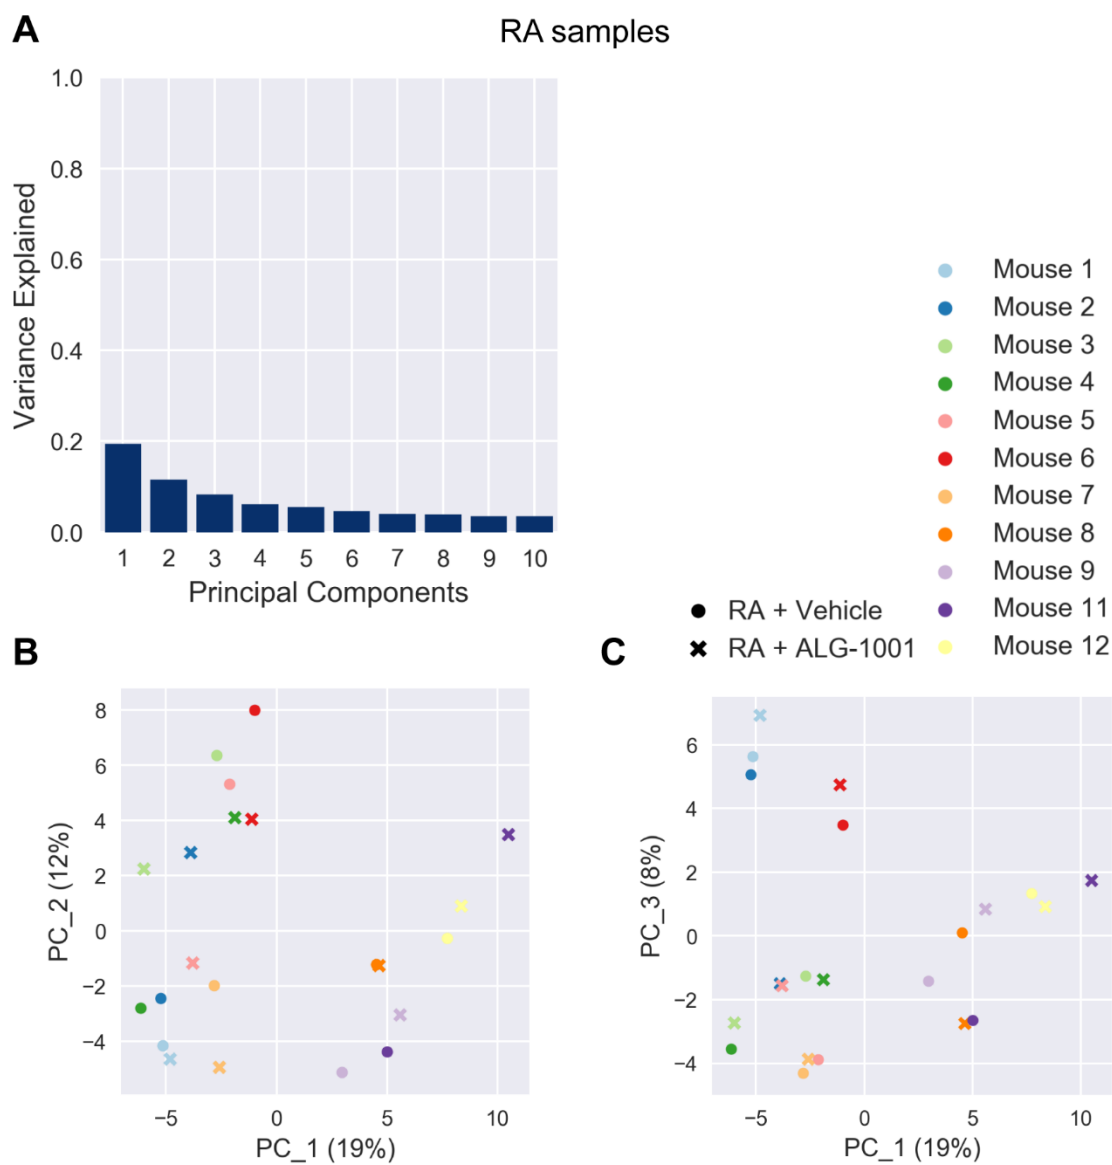 A
RA samples
1.0
0.8
0.6
0.4
0.2
0.0
Variance Explained
1 2 3 4 5 6 7 8 9 10
Principal Components
Mouse 1
Mouse 2
Mouse 3
Mouse 4
Mouse 5
Mouse 6
Mouse 7
Mouse 8
Mouse 9
Mouse 11
Mouse 12
RA + Vehicle
RA + ALG-1001
B
8
6
4
2
0
−2
−4
PC_2 (12%)
−5 0 5 10
PC_1 (19%)
C
6
4
2
0
−2
−4
PC_3 (8%)
−5 0 5 10
PC_1 (19%)